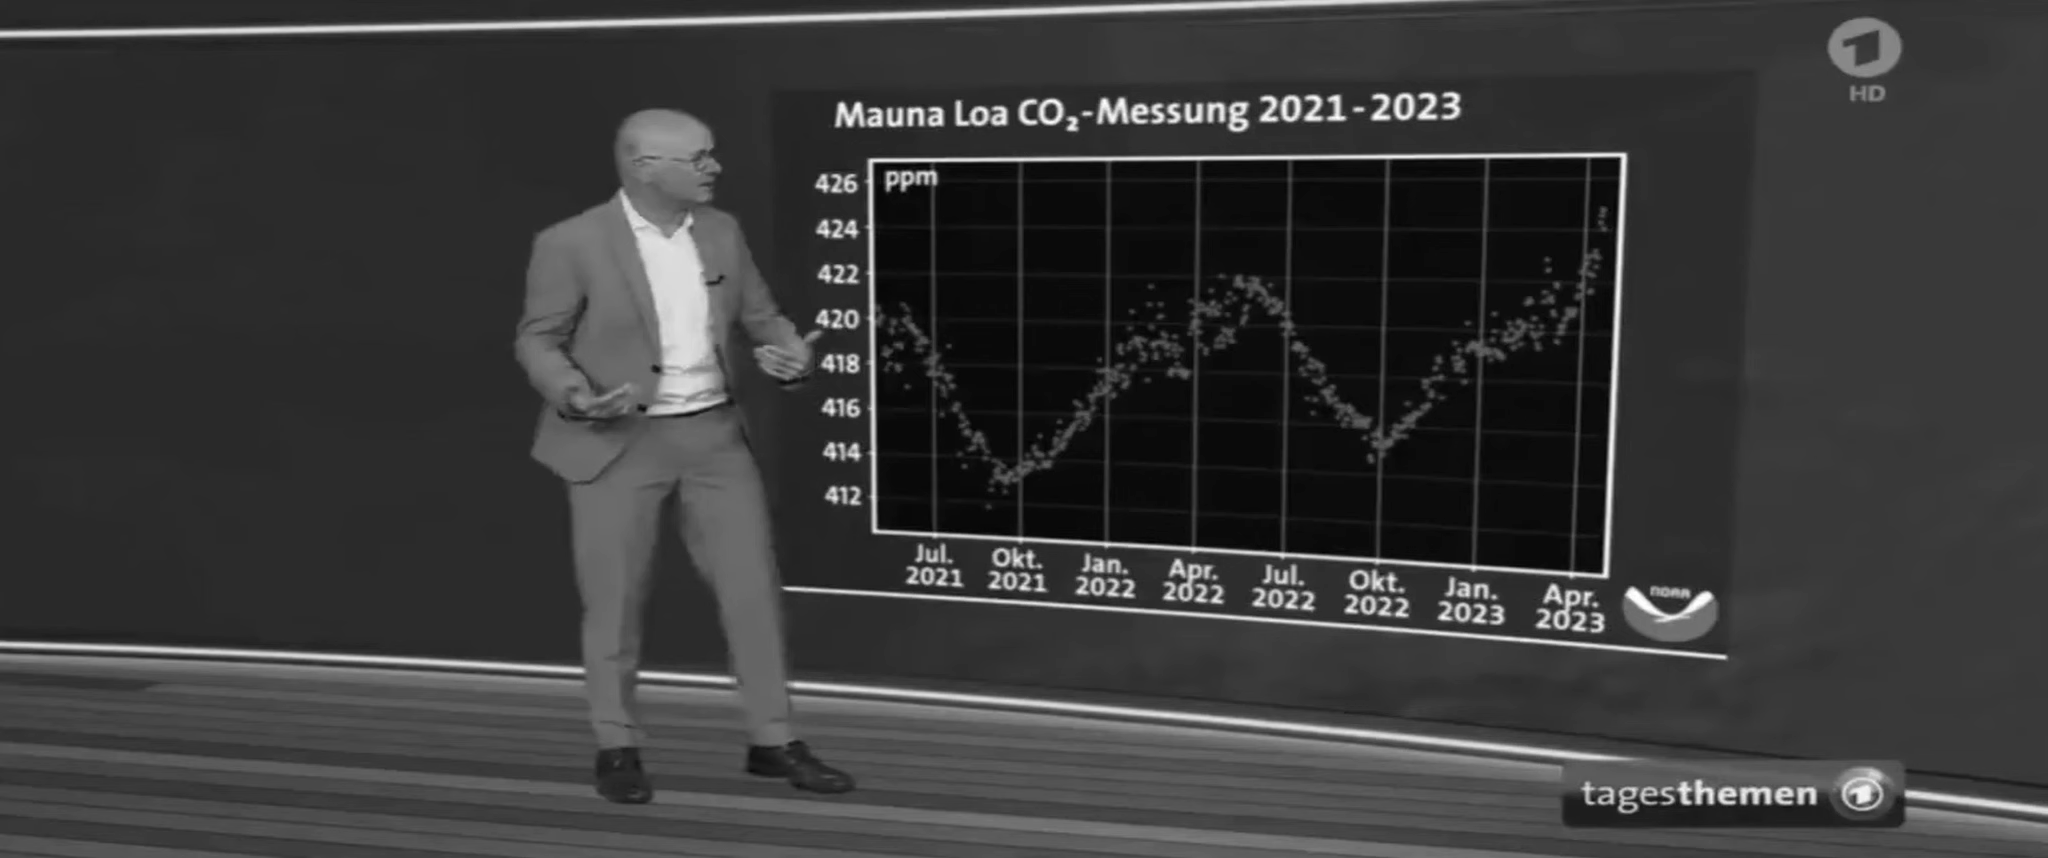 HD
Mauna Loa CO₂-Messung 2021-2023
ppm
426
424
422
420
418
416
414
412
Jul. 2021
Okt. 2021
Jan. 2022
Apr. 2022
Jul. 2022
Okt. 2022
Jan. 2023
Apr. 2023
noaa
tagesthemen